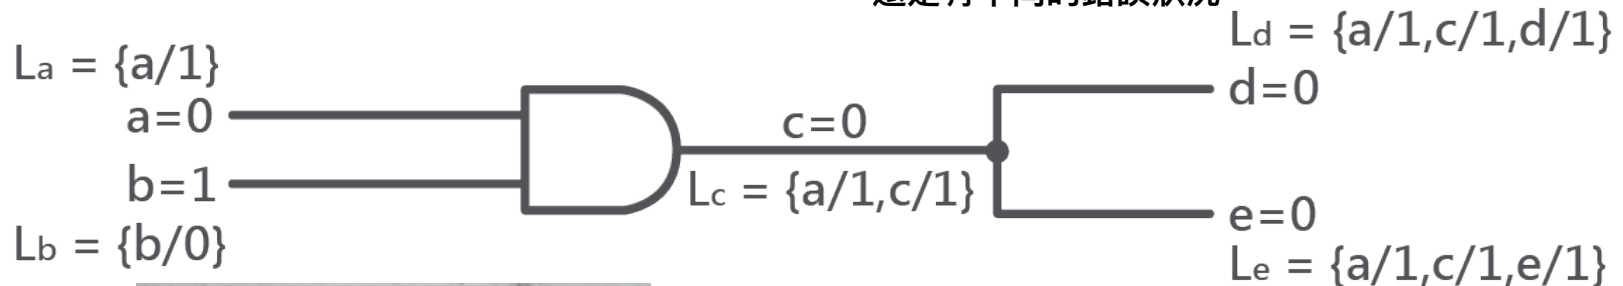 Ld = {a/1,c/1,d/1}
La = {a/1}
a=0
d=0
c=0
b=1
Lc = {a/1,c/1}
e=0
Lb = {b/0}
Le = {a/1,c/1,e/1}